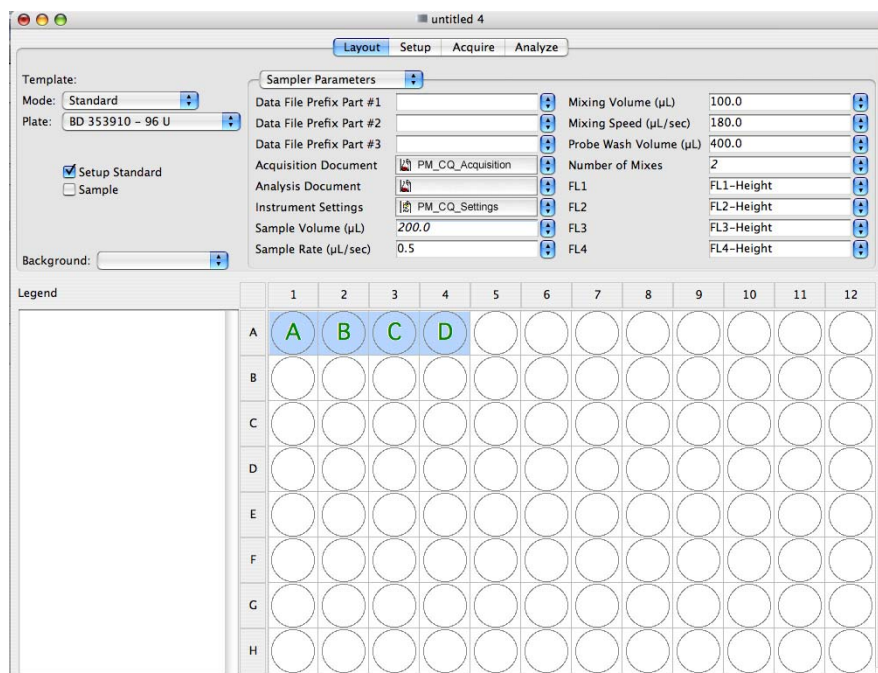 untitled 4
Layout Setup Acquire Analyze
Template:
Mode: Standard
Plate: BD 353910 – 96 U
Setup Standard
Sample
Background:
Sampler Parameters
Data File Prefix Part #1
Data File Prefix Part #2
Data File Prefix Part #3
Acquisition Document PM_CQ_Acquisition
Analysis Document
Instrument Settings PM_CQ_Settings
Sample Volume (µL) 200.0
Sample Rate (µL/sec) 0.5
Mixing Volume (µL) 100.0
Mixing Speed (µL/sec) 180.0
Probe Wash Volume (µL) 400.0
Number of Mixes 2
FL1 FL1-Height
FL2 FL2-Height
FL3 FL3-Height
FL4 FL4-Height
Legend
1 2 3 4 5 6 7 8 9 10 11 12
A A B C D
B
C
D
E
F
G
H